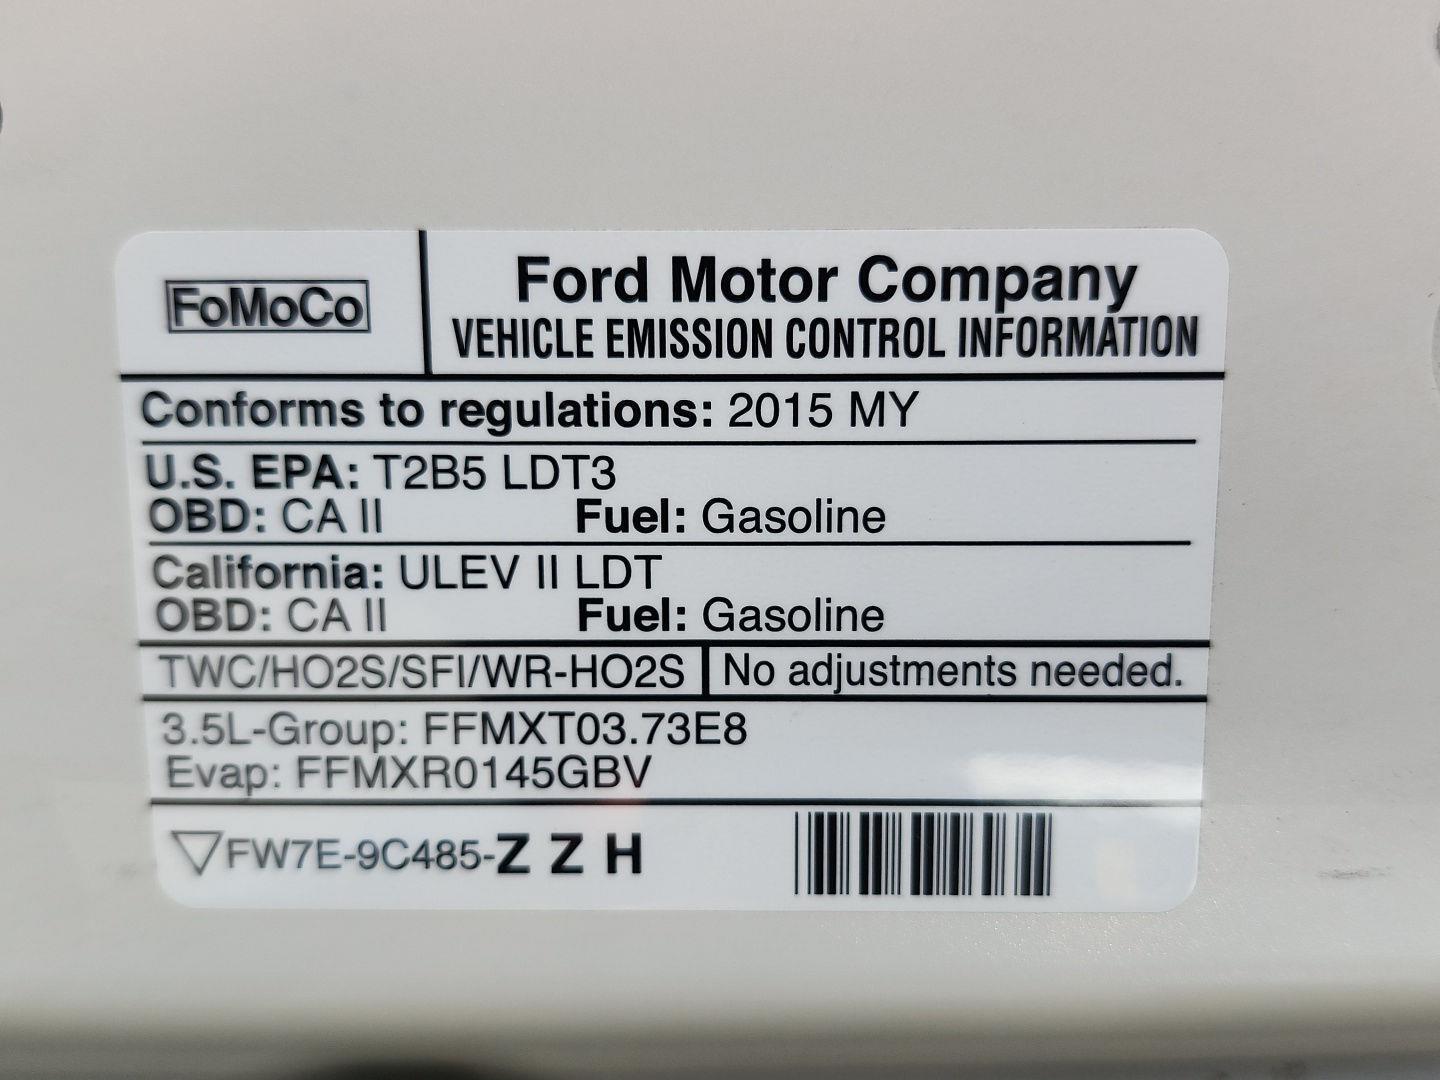 FoMoCo
Ford Motor Company
VEHICLE EMISSION CONTROL INFORMATION
Conforms to regulations: 2015 MY
U.S. EPA: T2B5 LDT3
OBD: CA II Fuel: Gasoline
California: ULEV II LDT
OBD: CA II Fuel: Gasoline
TWC/HO2S/SFI/WR-HO2S No adjustments needed.
3.5L-Group: FFMXT03.73E8
Evap: FFMXR0145GBV
FW7E-9C485-Z Z H